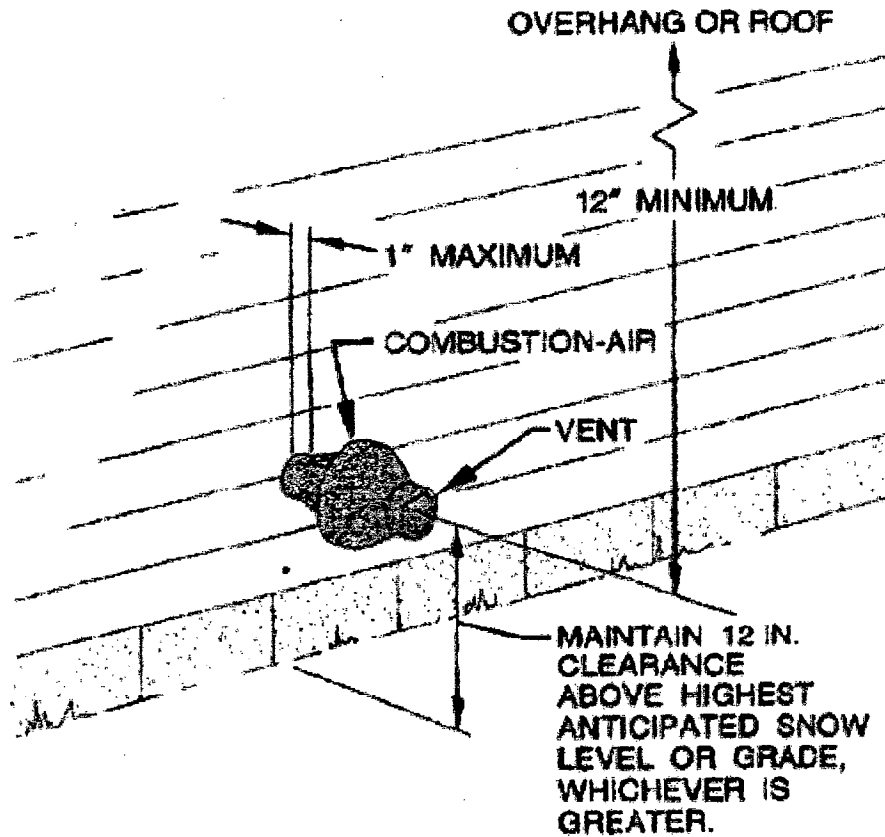 OVERHANG OR ROOF
12" MINIMUM
1" MAXIMUM
COMBUSTION-AIR
VENT
MAINTAIN 12 IN.
CLEARANCE
ABOVE HIGHEST
ANTICIPATED SNOW
LEVEL OR GRADE,
WHICHEVER IS
GREATER.